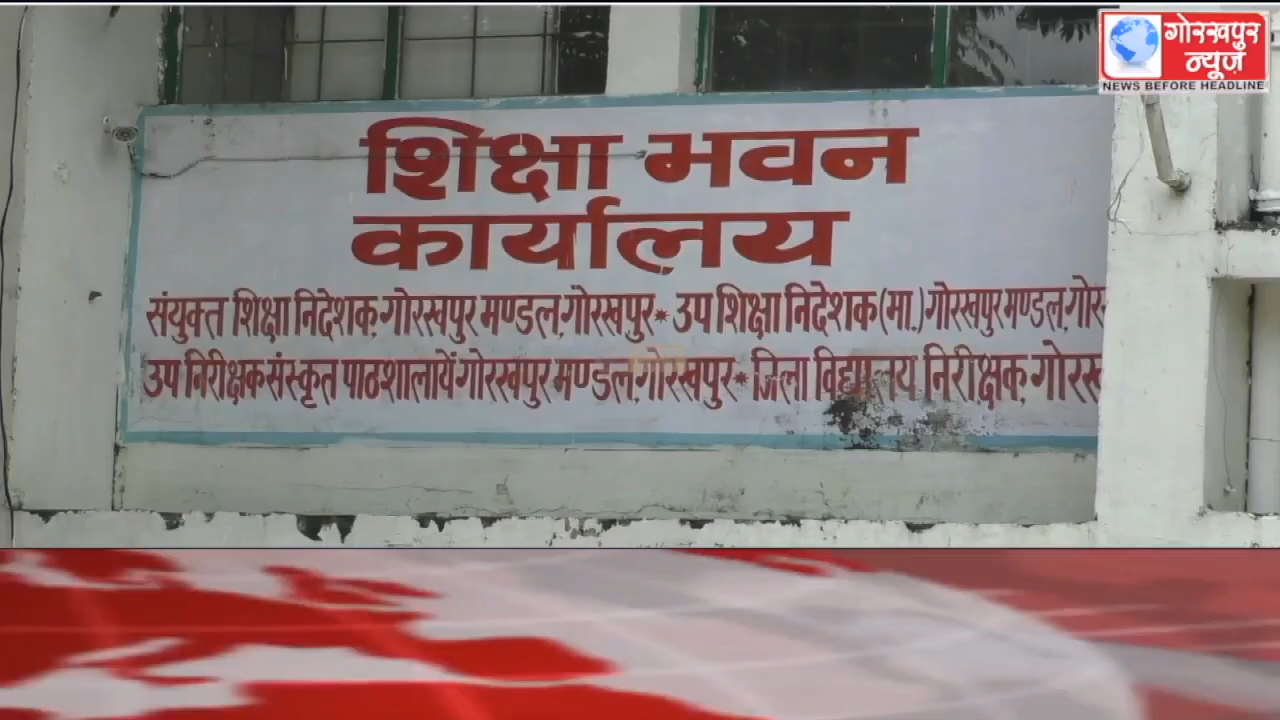 गोरखपुर
न्यूज़
NEWS BEFORE HEADLINE
शिक्षा भवन
कार्यालय
संयुक्त शिक्षा निदेशक,गोरखपुर मण्डल,गोरखपुर* उप शिक्षा निदेशक(मा.)गोरखपुर मण्डल,गोर
उप निरीक्षक संस्कृत पाठशालायें गोरखपुर मण्डल,गोरखपुर* जिला विद्यालय निरीक्षक,गोरख